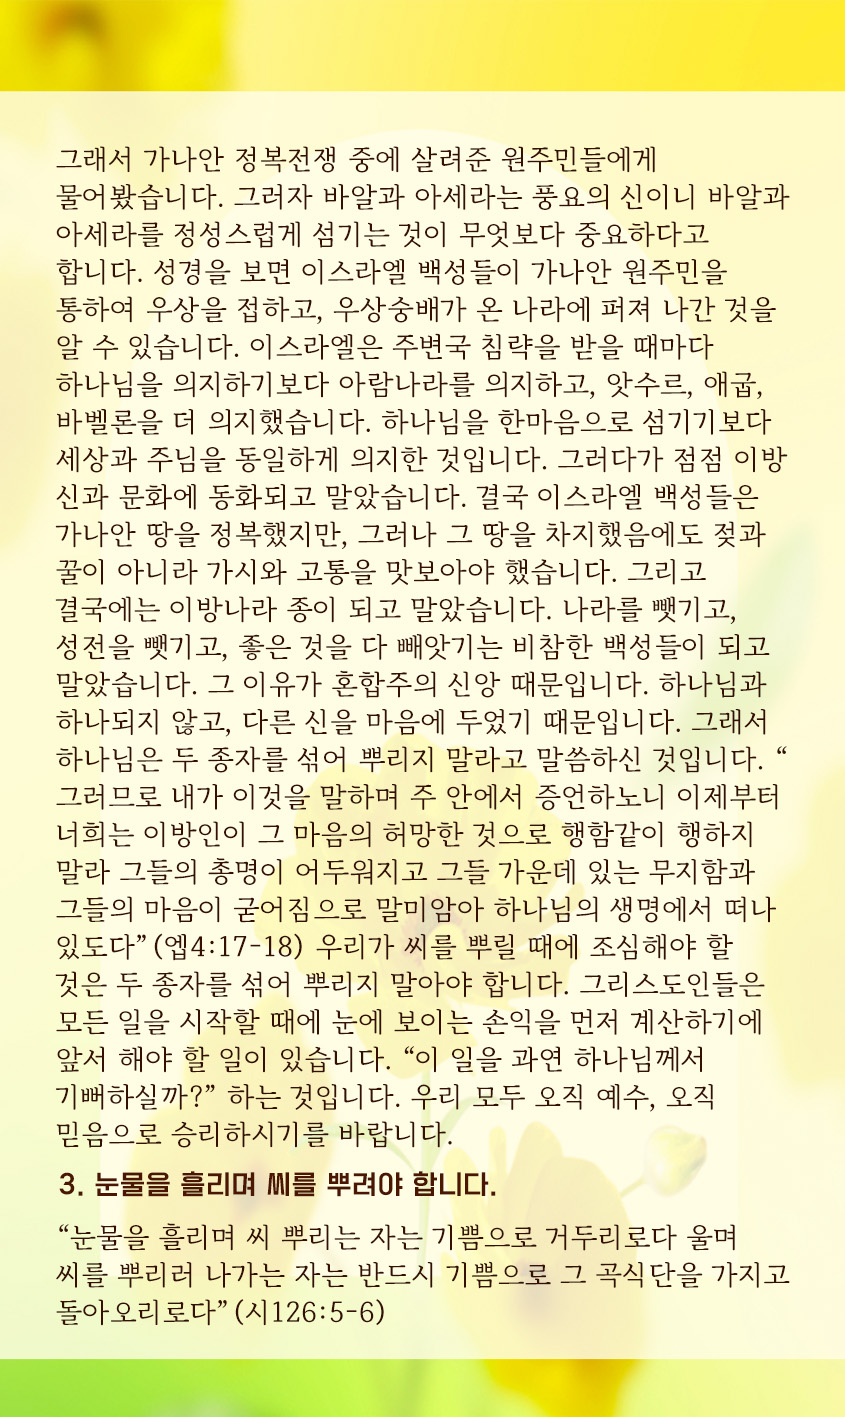 그래서 가나안 정복전쟁 중에 살려준 원주민들에게
물어봤습니다. 그러자 바알과 아세라는 풍요의 신이니 바알과
아세라를 정성스럽게 섬기는 것이 무엇보다 중요하다고
합니다. 성경을 보면 이스라엘 백성들이 가나안 원주민을
통하여 우상을 접하고, 우상숭배가 온 나라에 퍼져 나간 것을
알 수 있습니다. 이스라엘은 주변국 침략을 받을 때마다
하나님을 의지하기보다 아람나라를 의지하고, 앗수르, 애굽,
바벨론을 더 의지했습니다. 하나님을 한마음으로 섬기기보다
세상과 주님을 동일하게 의지한 것입니다. 그러다가 점점 이방
신과 문화에 동화되고 말았습니다. 결국 이스라엘 백성들은
가나안 땅을 정복했지만, 그러나 그 땅을 차지했음에도 젖과
꿀이 아니라 가시와 고통을 맛보아야 했습니다. 그리고
결국에는 이방나라 종이 되고 말았습니다. 나라를 뺏기고,
성전을 뺏기고, 좋은 것을 다 빼앗기는 비참한 백성들이 되고
말았습니다. 그 이유가 혼합주의 신앙 때문입니다. 하나님과
하나되지 않고, 다른 신을 마음에 두었기 때문입니다. 그래서
하나님은 두 종자를 섞어 뿌리지 말라고 말씀하신 것입니다. “
그러므로 내가 이것을 말하며 주 안에서 증언하노니 이제부터
너희는 이방인이 그 마음의 허망한 것으로 행함같이 행하지
말라 그들의 총명이 어두워지고 그들 가운데 있는 무지함과
그들의 마음이 굳어짐으로 말미암아 하나님의 생명에서 떠나
있도다”(엡4:17-18) 우리가 씨를 뿌릴 때에 조심해야 할
것은 두 종자를 섞어 뿌리지 말아야 합니다. 그리스도인들은
모든 일을 시작할 때에 눈에 보이는 손익을 먼저 계산하기에
앞서 해야 할 일이 있습니다. “이 일을 과연 하나님께서
기뻐하실까?” 하는 것입니다. 우리 모두 오직 예수, 오직
믿음으로 승리하시기를 바랍니다.
3. 눈물을 흘리며 씨를 뿌려야 합니다.
“눈물을 흘리며 씨 뿌리는 자는 기쁨으로 거두리로다 울며
씨를 뿌리러 나가는 자는 반드시 기쁨으로 그 곡식단을 가지고
돌아오리로다”(시126:5-6)